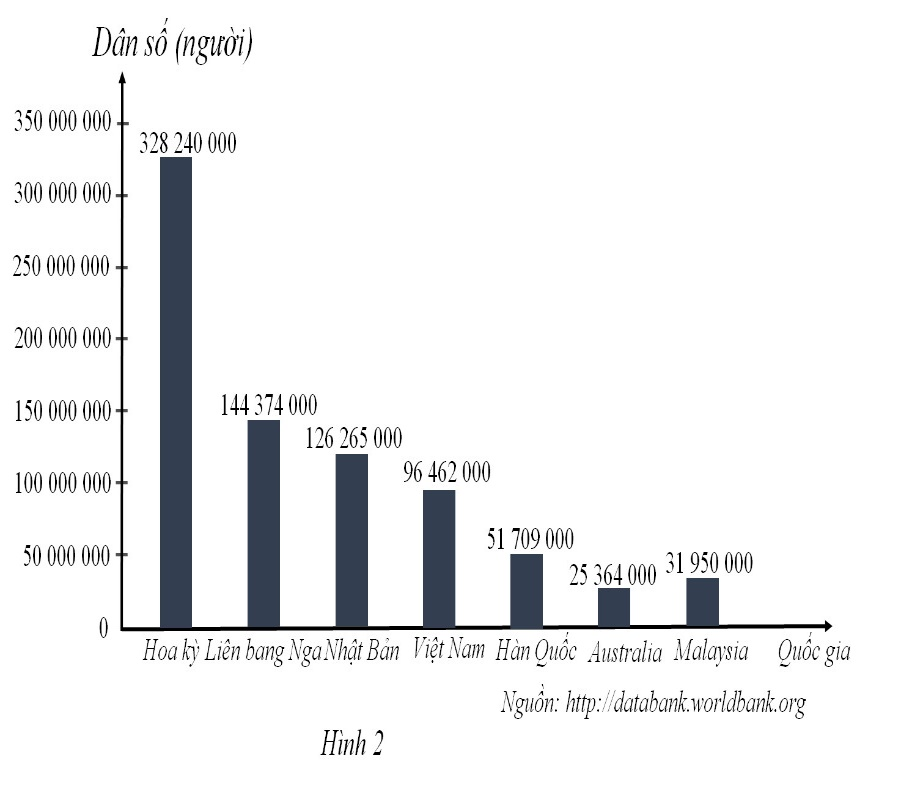 Dân số (người)
350 000 000
328 240 000
300 000 000
250 000 000
200 000 000
150 000 000
144 374 000
126 265 000
100 000 000
96 462 000
50 000 000
51 709 000
25 364 000
31 950 000
0
Hoa kỳ Liên bang Nga Nhật Bản Việt Nam Hàn Quốc Australia Malaysia Quốc gia
Nguồn: http://databank.worldbank.org
Hình 2